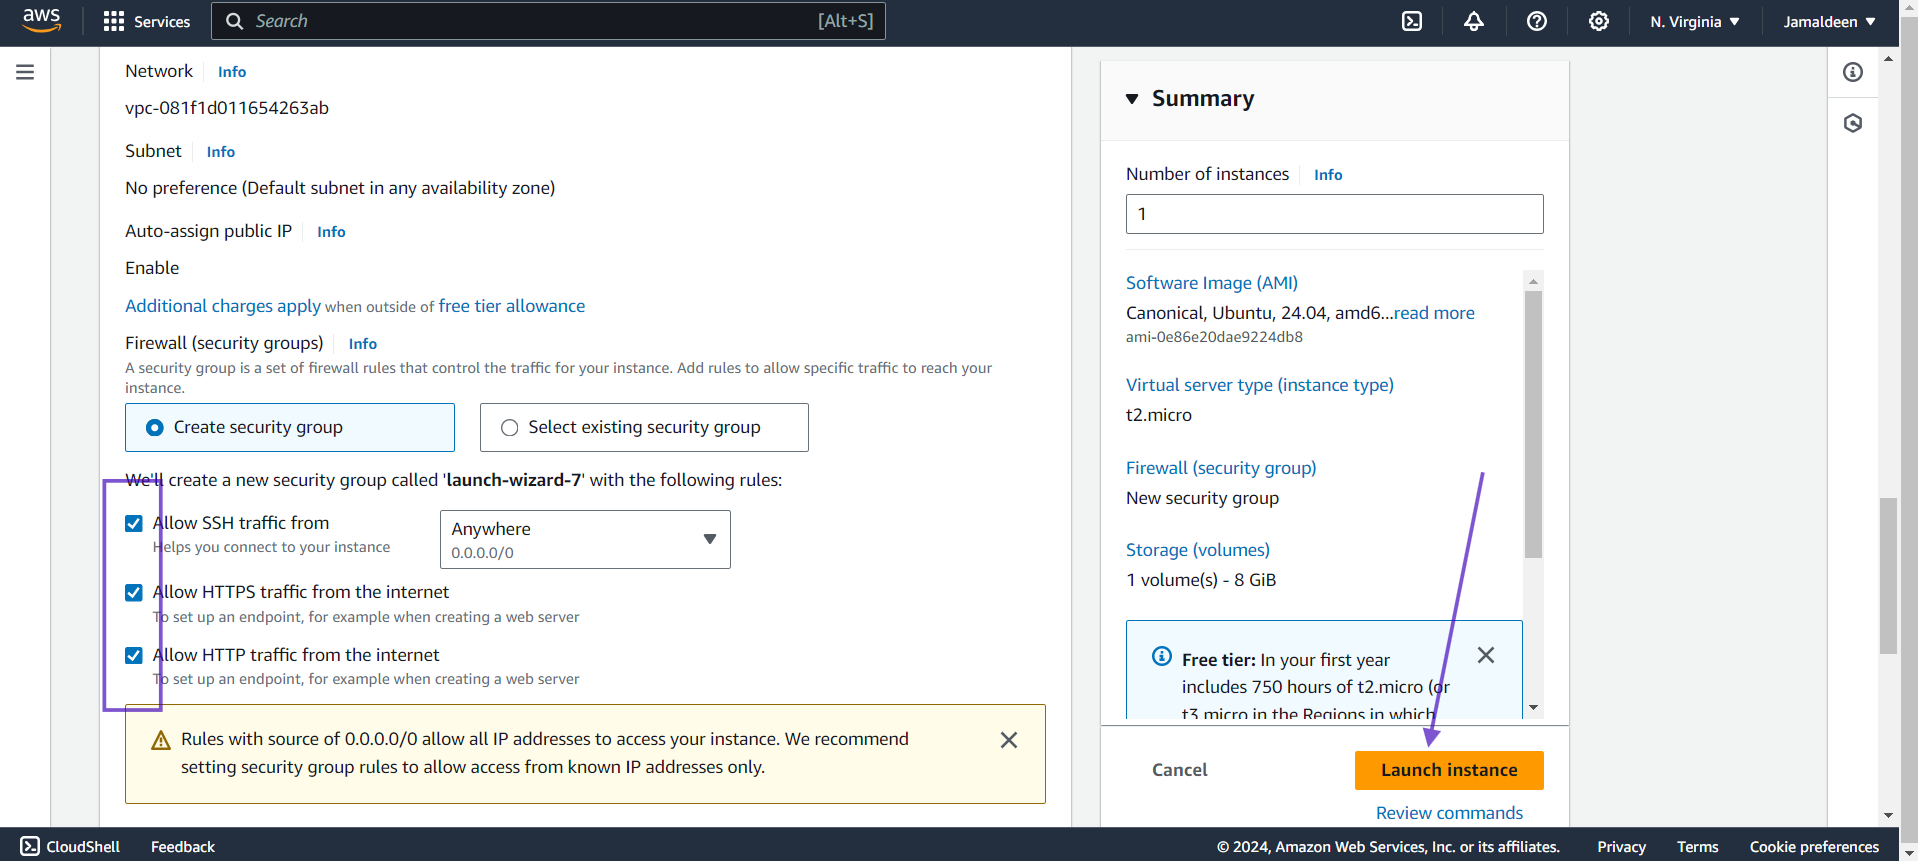 aws
Services
Search
[Alt+S]
N. Virginia
Jamaldeen
Network Info
vpc-081f1d011654263ab
Subnet Info
No preference (Default subnet in any availability zone)
Auto-assign public IP Info
Enable
Additional charges apply when outside of free tier allowance
Firewall (security groups) Info
A security group is a set of firewall rules that control the traffic for your instance. Add rules to allow specific traffic to reach your
instance.
Create security group
Select existing security group
We'll create a new security group called 'launch-wizard-7' with the following rules:
Allow SSH traffic from
Helps you connect to your instance
Anywhere
0.0.0.0/0
Allow HTTPS traffic from the internet
To set up an endpoint, for example when creating a web server
Allow HTTP traffic from the internet
To set up an endpoint, for example when creating a web server
Rules with source of 0.0.0.0/0 allow all IP addresses to access your instance. We recommend
setting security group rules to allow access from known IP addresses only.
Summary
Number of instances Info
1
Software Image (AMI)
Canonical, Ubuntu, 24.04, amd6...read more
ami-0e86e20dae9224db8
Virtual server type (instance type)
t2.micro
Firewall (security group)
New security group
Storage (volumes)
1 volume(s) - 8 GiB
Free tier: In your first year
includes 750 hours of t2.micro (or
t3.micro in the Regions in which
Cancel
Launch instance
Review commands
CloudShell
Feedback
© 2024, Amazon Web Services, Inc. or its affiliates.
Privacy
Terms
Cookie preferences